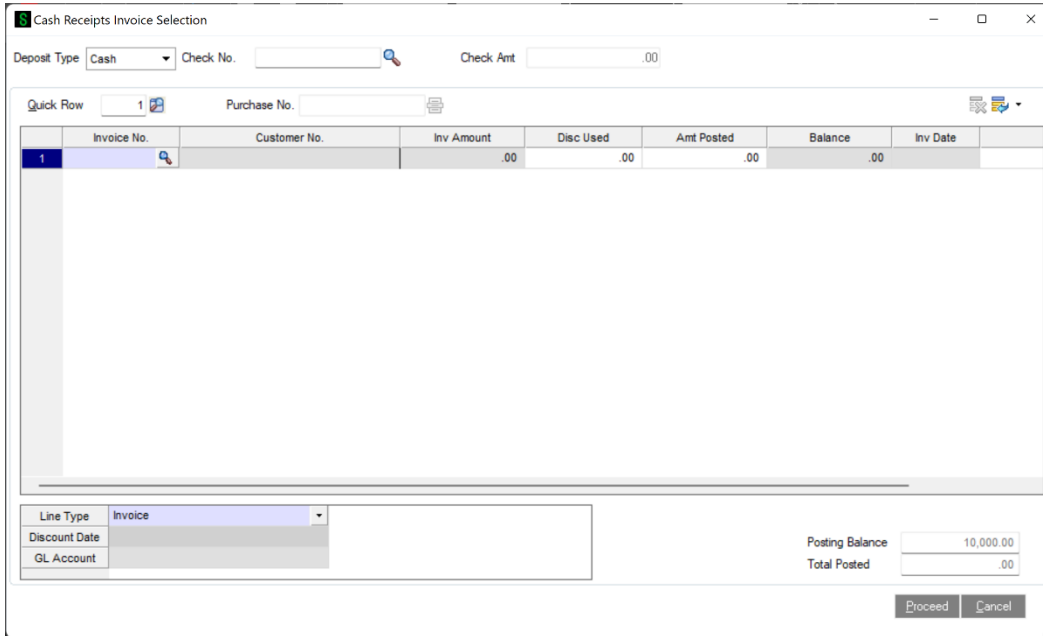 S Cash Receipts Invoice Selection
Deposit Type Cash Check No. Check Amt .00
Quick Row 1 Purchase No.
Invoice No. Customer No. Inv Amount Disc Used Amt Posted Balance Inv Date
1 .00 .00 .00 .00
Line Type Invoice
Discount Date
GL Account
Posting Balance 10,000.00
Total Posted .00
Proceed Cancel